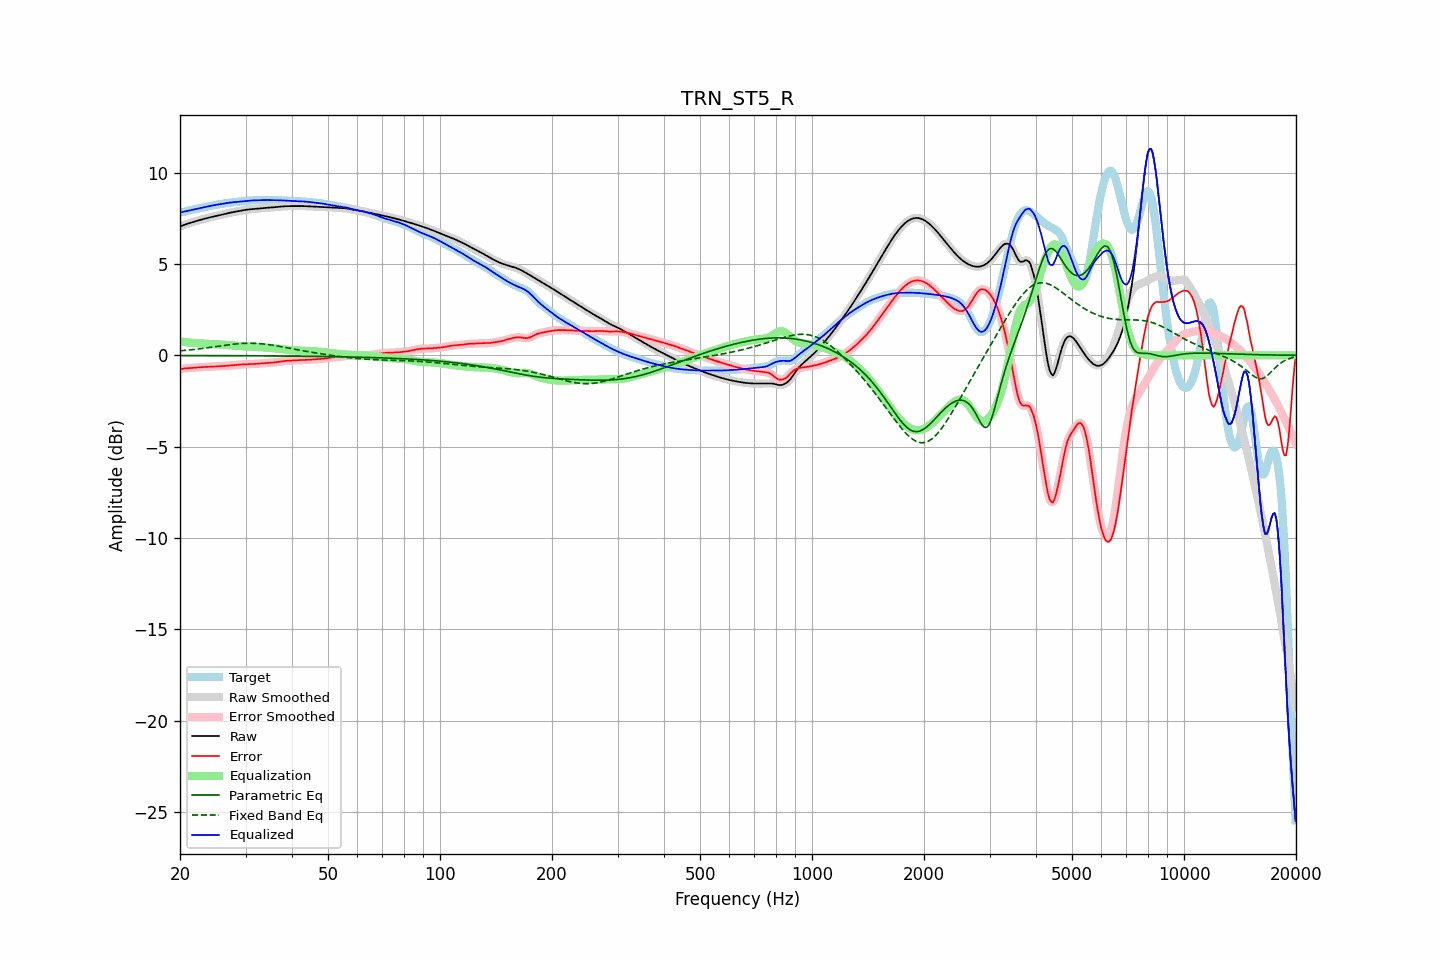 TRN_ST5_R
Amplitude (dBr)
10
5
0
−5
−10
−15
−20
−25
Target
Raw Smoothed
Error Smoothed
Raw
Error
Equalization
Parametric Eq
Fixed Band Eq
Equalized
20 50 100 200 500 1000 2000 5000 10000 20000
Frequency (Hz)